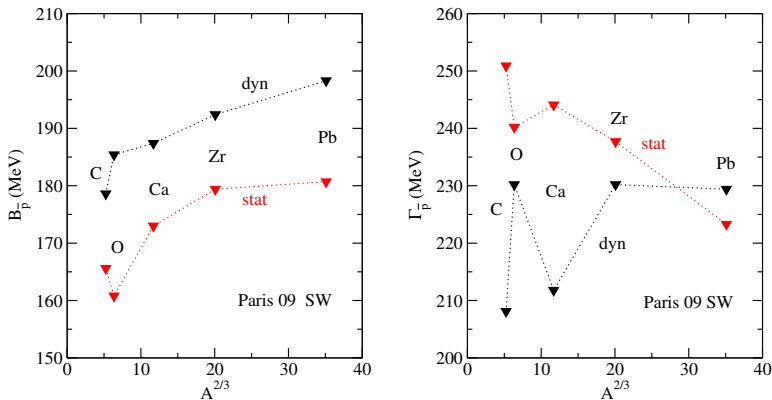 200
190
180
170
160
150
B_p̄ (MeV)
dyn
C
Pb
Zr
Ca
stat
O
Paris 09 SW
0
10
20
30
40
A^{2/3}
260
250
240
230
220
210
200
Γ_p̄ (MeV)
Zr
O
stat
Pb
Ca
C
dyn
Paris 09 SW
0
10
20
30
40
A^{2/3}